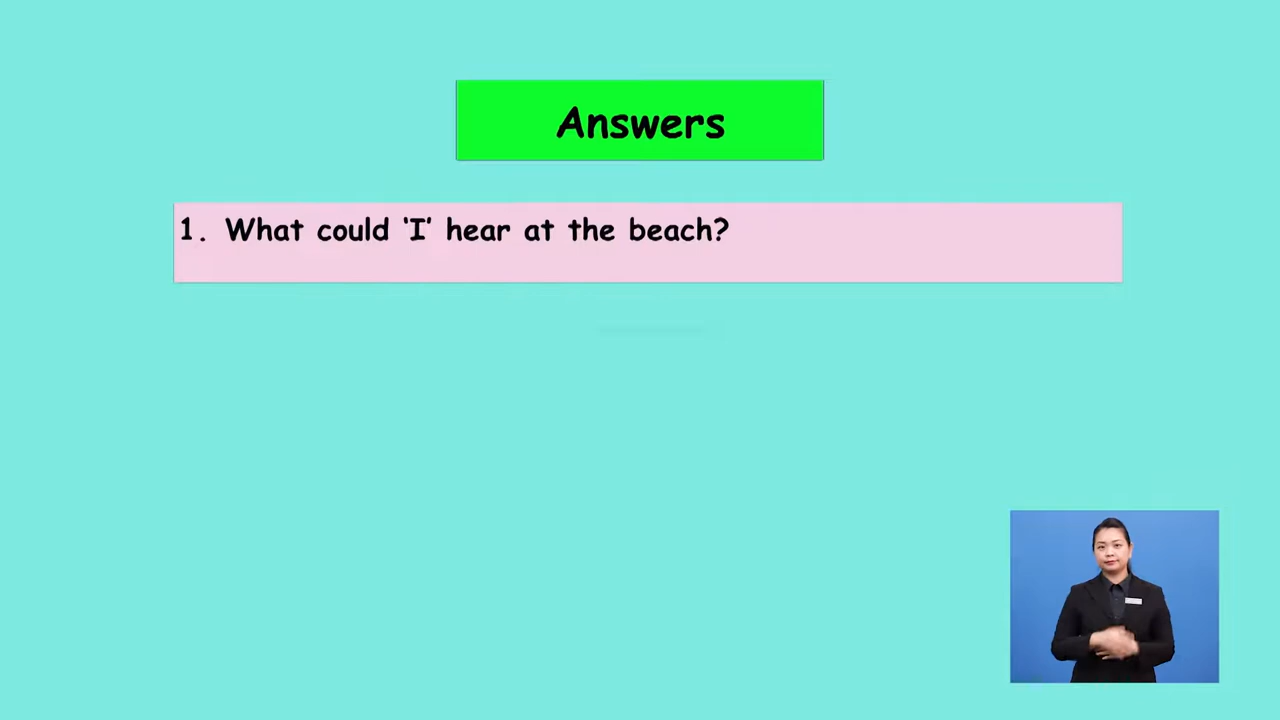 Answers
1. What could ‘I’ hear at the beach?